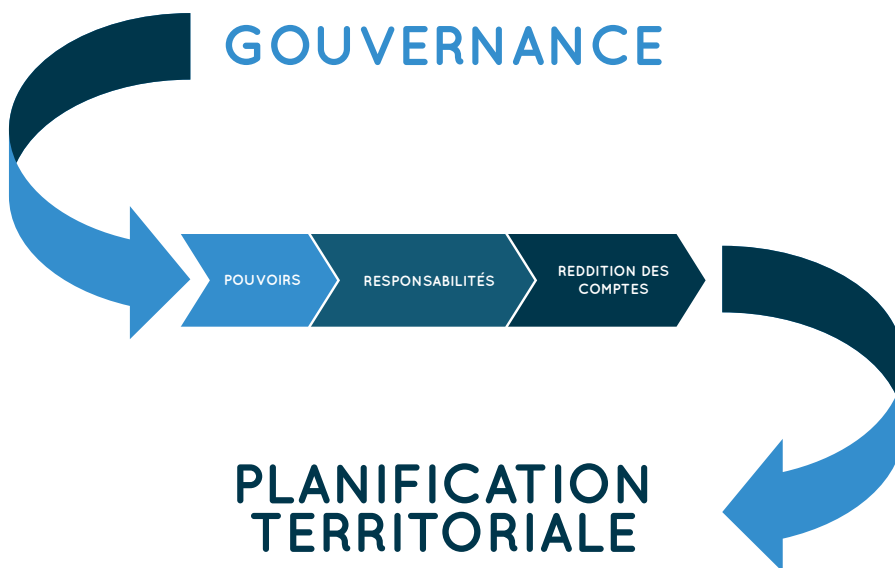 GOUVERNANCE
POUVOIRS
RESPONSABILITÉS
REDDITION DES
COMPTES
PLANIFICATION
TERRITORIALE